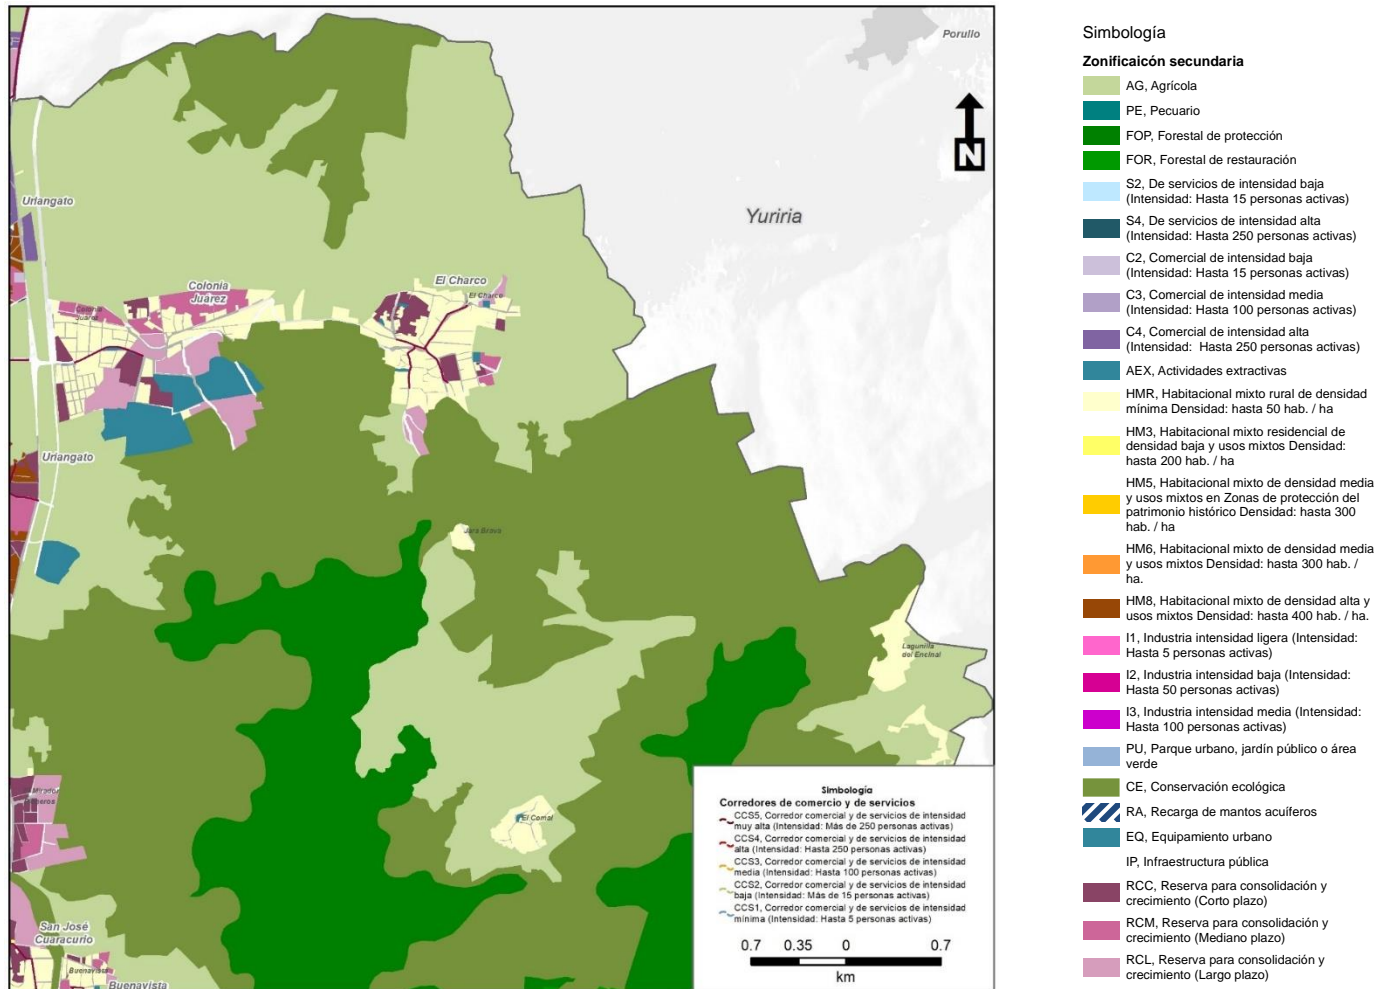 Porullo
N
Yuriria
Uriangato
El Charco
El Charco
Colonia
Juárez
Colonia
Juárez
Uriangato
Jara Brava
Lagunilla
del Encinal
El Comal
Mirador
San José
Cuaracurio
Buenavista
Buenavista
Simbología
Corredores de comercio y de servicios
CCS5, Corredor comercial y de servicios de intensidad
muy alta (Intensidad: Más de 250 personas activas)
CCS4, Corredor comercial y de servicios de intensidad
alta (Intensidad: Hasta 250 personas activas)
CCS3, Corredor comercial y de servicios de intensidad
media (Intensidad: Hasta 100 personas activas)
CCS2, Corredor comercial y de servicios de intensidad
baja (Intensidad: Más de 15 personas activas)
CCS1, Corredor comercial y de servicios de intensidad
mínima (Intensidad: Hasta 5 personas activas)
0.7 0.35 0 0.7
km
Simbología
Zonificaicón secundaria
AG, Agrícola
PE, Pecuario
FOP, Forestal de protección
FOR, Forestal de restauración
S2, De servicios de intensidad baja
(Intensidad: Hasta 15 personas activas)
S4, De servicios de intensidad alta
(Intensidad: Hasta 250 personas activas)
C2, Comercial de intensidad baja
(Intensidad: Hasta 15 personas activas)
C3, Comercial de intensidad media
(Intensidad: Hasta 100 personas activas)
C4, Comercial de intensidad alta
(Intensidad: Hasta 250 personas activas)
AEX, Actividades extractivas
HMR, Habitacional mixto rural de densidad
mínima Densidad: hasta 50 hab. / ha
HM3, Habitacional mixto residencial de
densidad baja y usos mixtos Densidad:
hasta 200 hab. / ha
HM5, Habitacional mixto de densidad media
y usos mixtos en Zonas de protección del
patrimonio histórico Densidad: hasta 300
hab. / ha
HM6, Habitacional mixto de densidad media
y usos mixtos Densidad: hasta 300 hab. /
ha.
HM8, Habitacional mixto de densidad alta y
usos mixtos Densidad: hasta 400 hab. / ha.
I1, Industria intensidad ligera (Intensidad:
Hasta 5 personas activas)
I2, Industria intensidad baja (Intensidad:
Hasta 50 personas activas)
I3, Industria intensidad media (Intensidad:
Hasta 100 personas activas)
PU, Parque urbano, jardín público o área
verde
CE, Conservación ecológica
RA, Recarga de mantos acuíferos
EQ, Equipamiento urbano
IP, Infraestructura pública
RCC, Reserva para consolidación y
crecimiento (Corto plazo)
RCM, Reserva para consolidación y
crecimiento (Mediano plazo)
RCL, Reserva para consolidación y
crecimiento (Largo plazo)